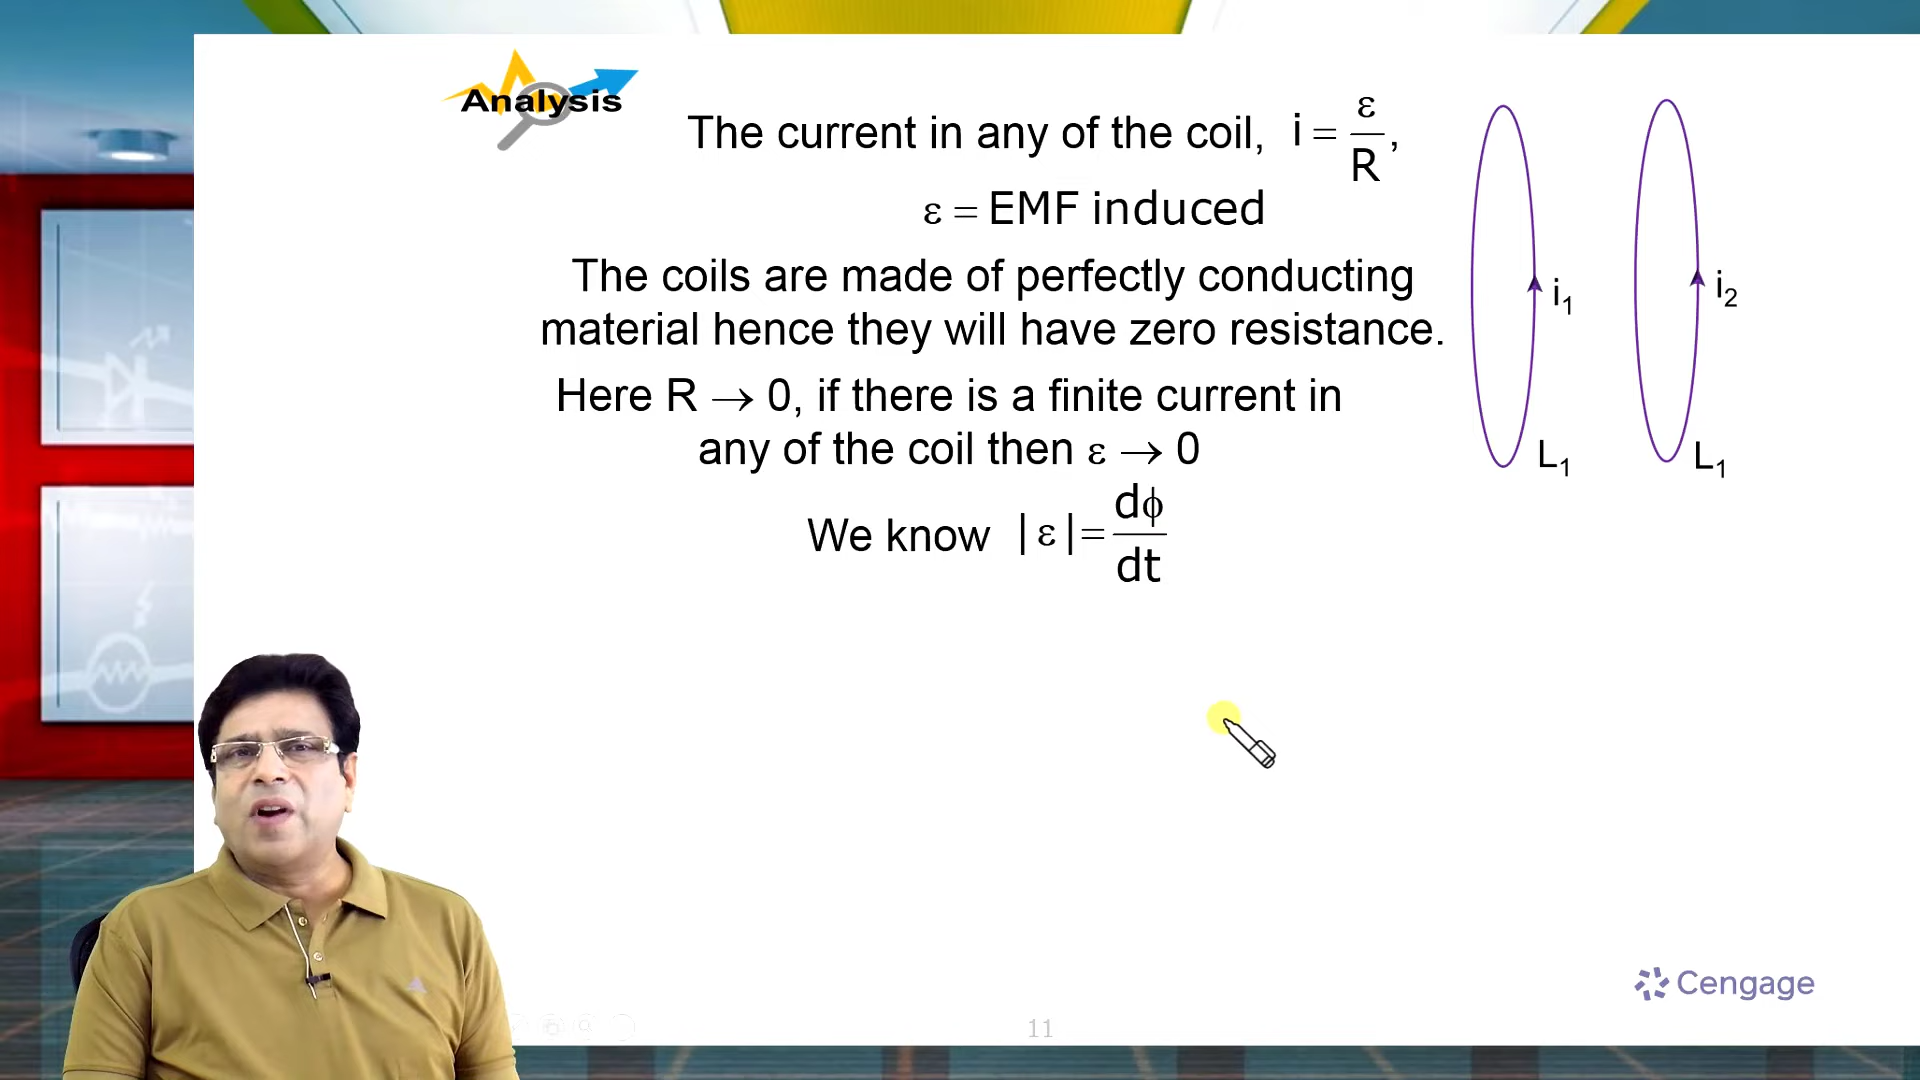 Analysis
The current in any of the coil, i = ε/R,
ε = EMF induced
The coils are made of perfectly conducting
material hence they will have zero resistance.
Here R → 0, if there is a finite current in
any of the coil then ε → 0
We know |ε| = dφ/dt
i₁
i₂
L₁
L₁
Cengage
11